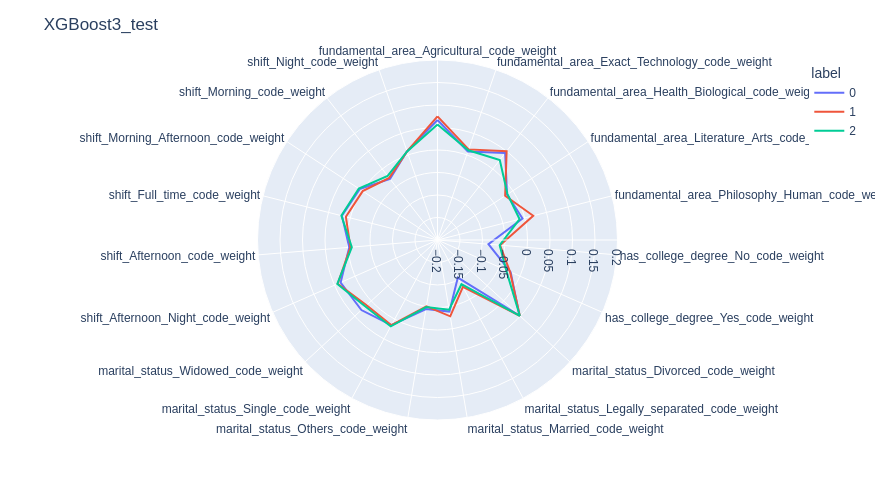 XGBoost3_test
fundamental_area_Agricultural_code_weight
shift_Night_code_weight
fundamental_area_Exact_Technology_code_weight
label
shift_Morning_code_weight
fundamental_area_Health_Biological_code_weig
0
1
shift_Morning_Afternoon_code_weight
fundamental_area_Literature_Arts_code_
2
shift_Full_time_code_weight
fundamental_area_Philosophy_Human_code_we
shift_Afternoon_code_weight
−0.2
−0.15
−0.1
0.05
0
0.05
0.1
0.15
0.2
has_college_degree_No_code_weight
shift_Afternoon_Night_code_weight
has_college_degree_Yes_code_weight
marital_status_Widowed_code_weight
marital_status_Divorced_code_weight
marital_status_Single_code_weight
marital_status_Legally_separated_code_weight
marital_status_Others_code_weight
marital_status_Married_code_weight